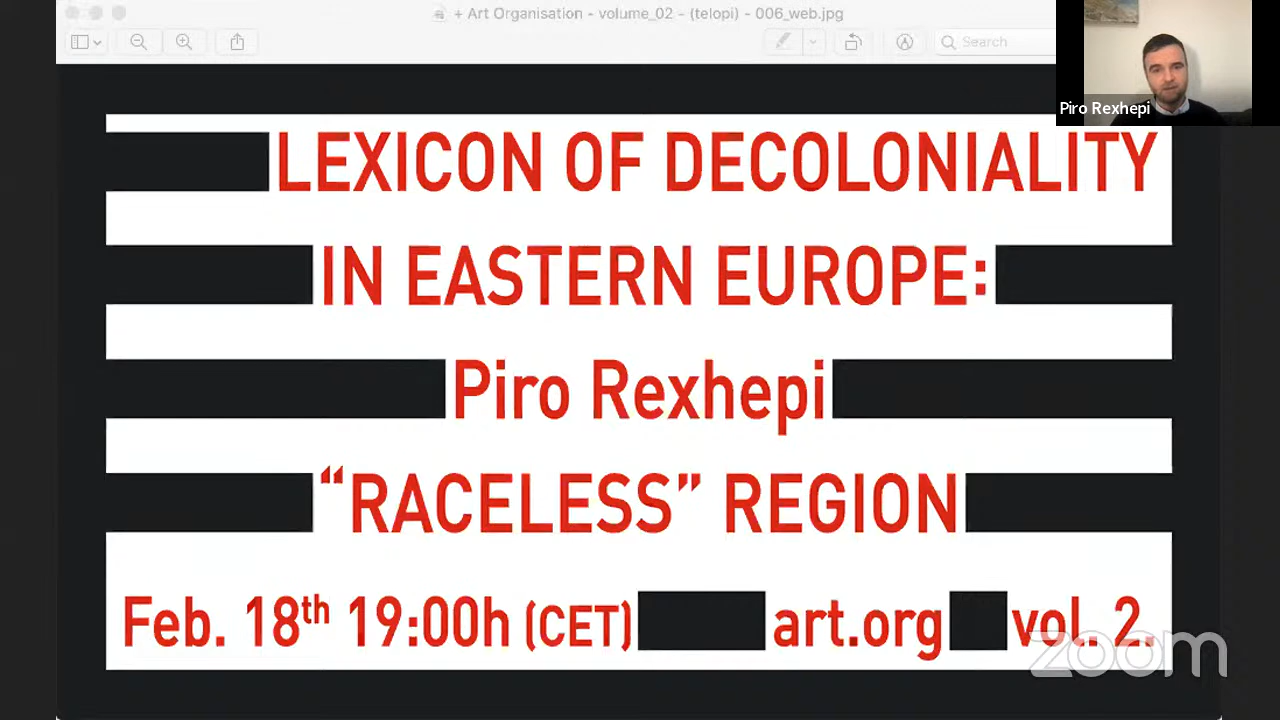 + Art Organisation - volume_02 - (telopi) - 006_web.jpg
Search
Piro Rexhepi
LEXICON OF DECOLONIALITY
IN EASTERN EUROPE:
Piro Rexhepi
“RACELESS” REGION
Feb. 18th 19:00h (CET) art.org vol. 2.
zoom